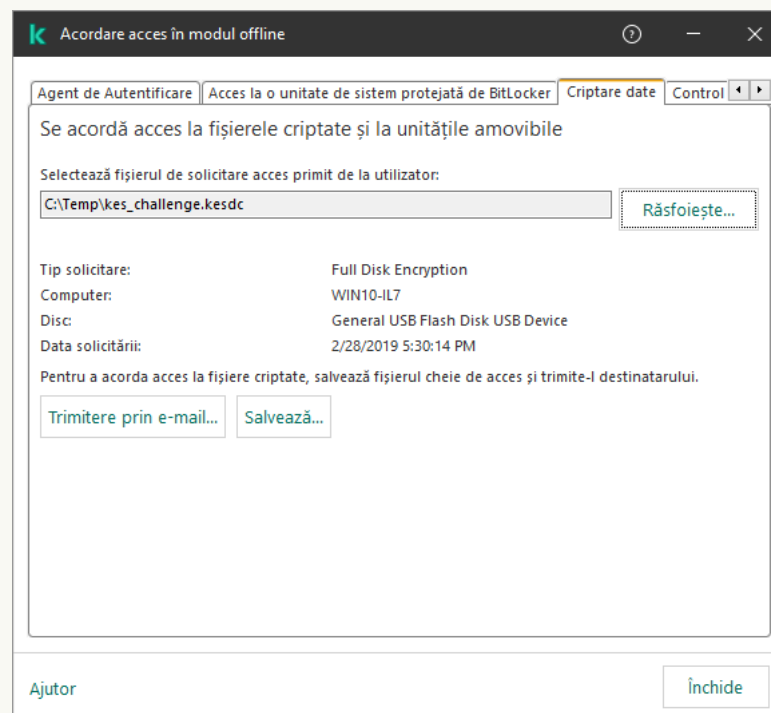 Acordare acces în modul offline
Agent de Autentificare Acces la o unitate de sistem protejată de BitLocker Criptare date Control
Se acordă acces la fișierele criptate și la unitățile amovibile
Selectează fișierul de solicitare acces primit de la utilizator:
C:\Temp\kes_challenge.kesdc Răsfoiește...
Tip solicitare: Full Disk Encryption
Computer: WIN10-IL7
Disc: General USB Flash Disk USB Device
Data solicitării: 2/28/2019 5:30:14 PM
Pentru a acorda acces la fișiere criptate, salvează fișierul cheie de acces și trimite-l destinatarului.
Trimitere prin e-mail... Salvează...
Ajutor Închide